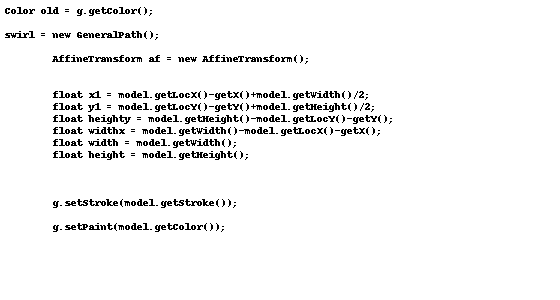 Color old = g.getColor();
swirl = new GeneralPath();
AffineTransform af = new AffineTransform();
float x1 = model.getLocX()-getX()+model.getWidth()/2;
float y1 = model.getLocY()-getY()+model.getHeight()/2;
float heighty = model.getHeight()-model.getLocY()-getY();
float widthx = model.getWidth()-model.getLocX()-getX();
float width = model.getWidth();
float height = model.getHeight();
g.setStroke(model.getStroke());
g.setPaint(model.getColor());